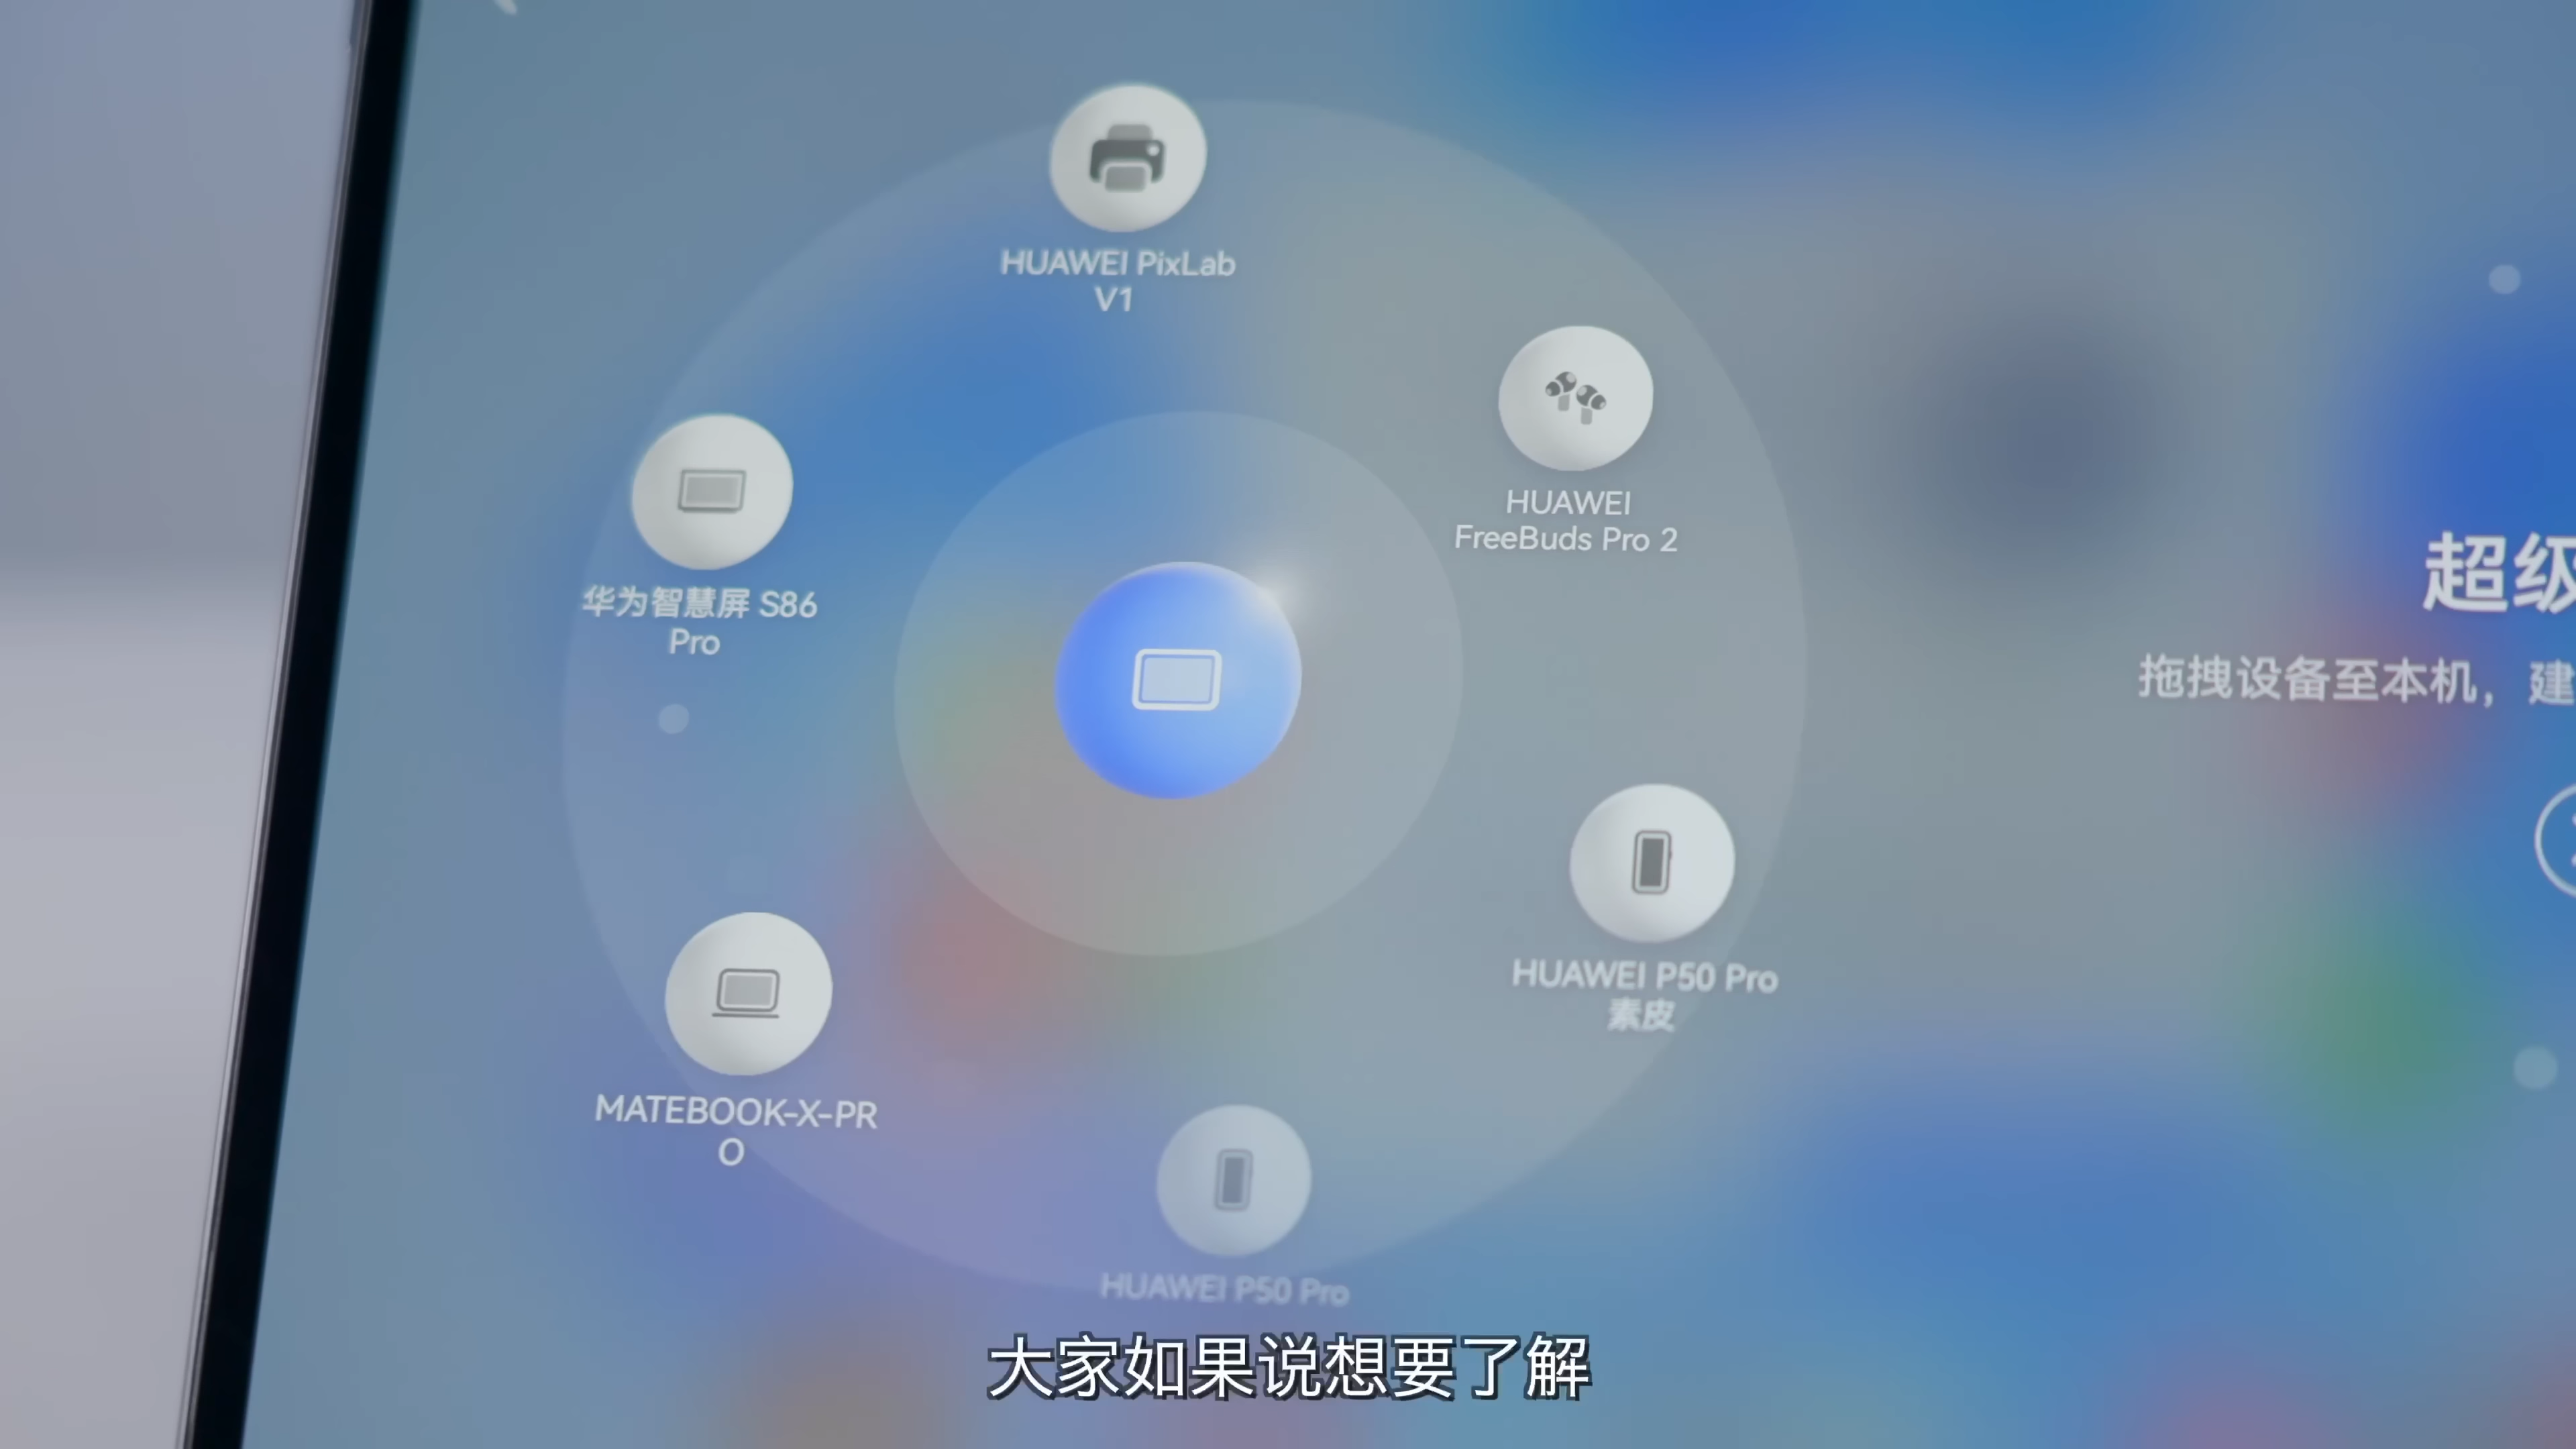 HUAWEI PixLab
V1
HUAWEI
FreeBuds Pro 2
华为智慧屏 S86
Pro
超级
拖拽设备至本机，建
HUAWEI P50 Pro
素皮
MATEBOOK-X-PR
O
HUAWEI P50 Pro
大家如果说想要了解